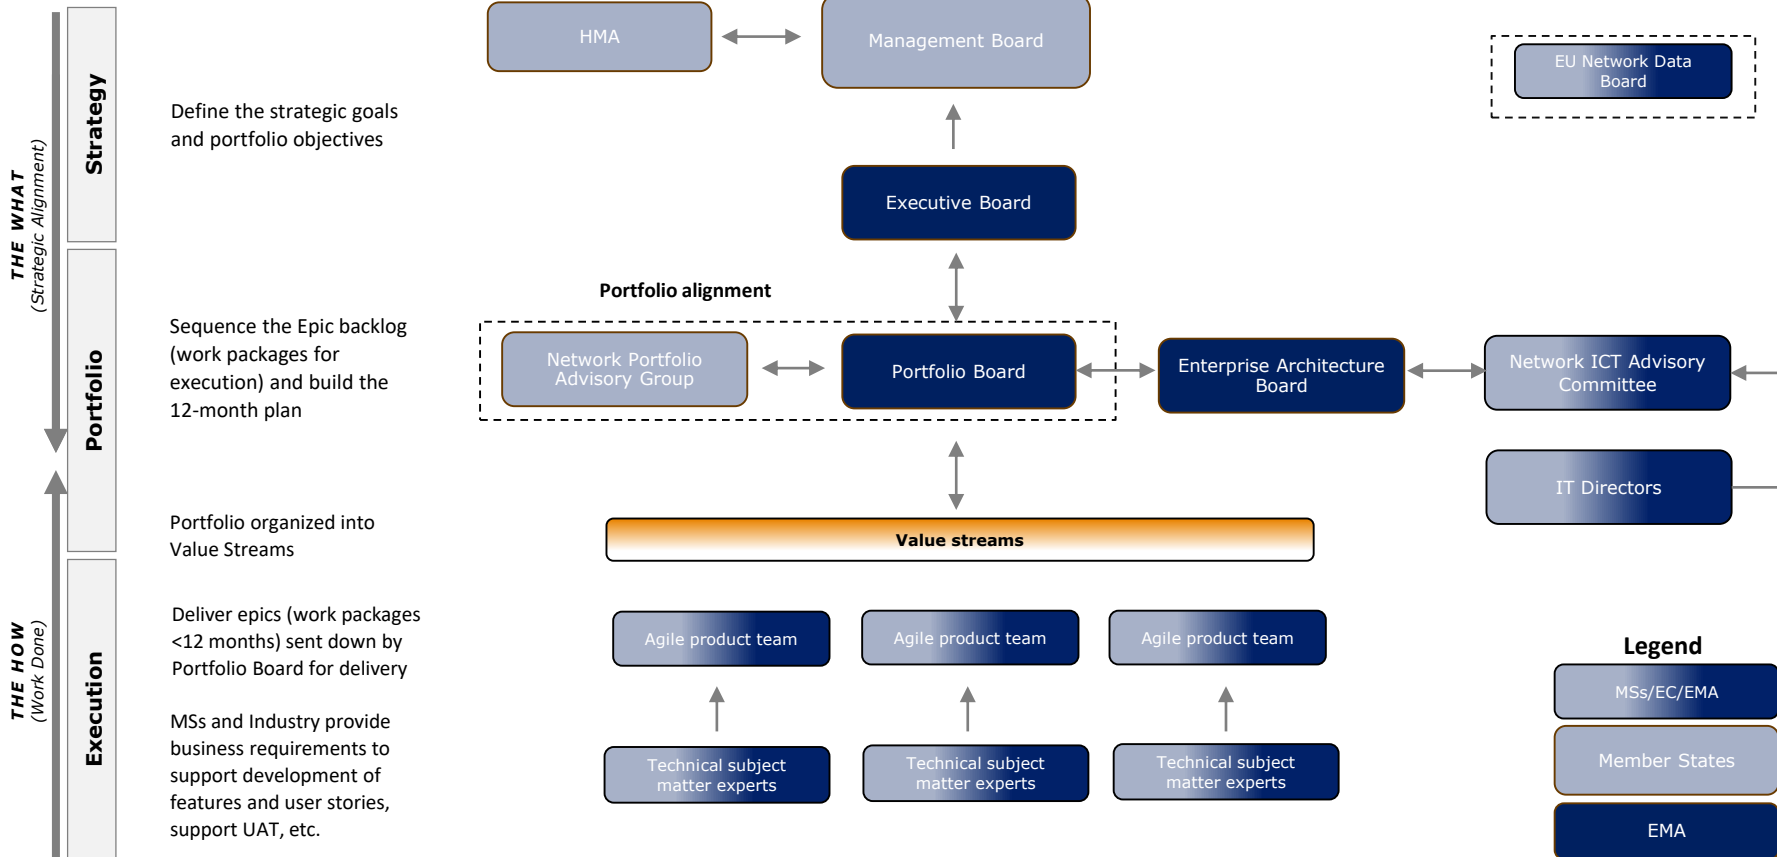 HMA
Management Board
EU Network Data
Board
THE WHAT
(Strategic Alignment)
Strategy
Define the strategic goals
and portfolio objectives
Executive Board
Portfolio alignment
Portfolio
Sequence the Epic backlog
(work packages for
execution) and build the
12-month plan
Network Portfolio
Advisory Group
Portfolio Board
Enterprise Architecture
Board
Network ICT Advisory
Committee
IT Directors
Portfolio organized into
Value Streams
Value streams
THE HOW
(Work Done)
Execution
Deliver epics (work packages
<12 months) sent down by
Portfolio Board for delivery
Agile product team
Agile product team
Agile product team
MSs and Industry provide
business requirements to
support development of
features and user stories,
support UAT, etc.
Technical subject
matter experts
Technical subject
matter experts
Technical subject
matter experts
Legend
MSs/EC/EMA
Member States
EMA